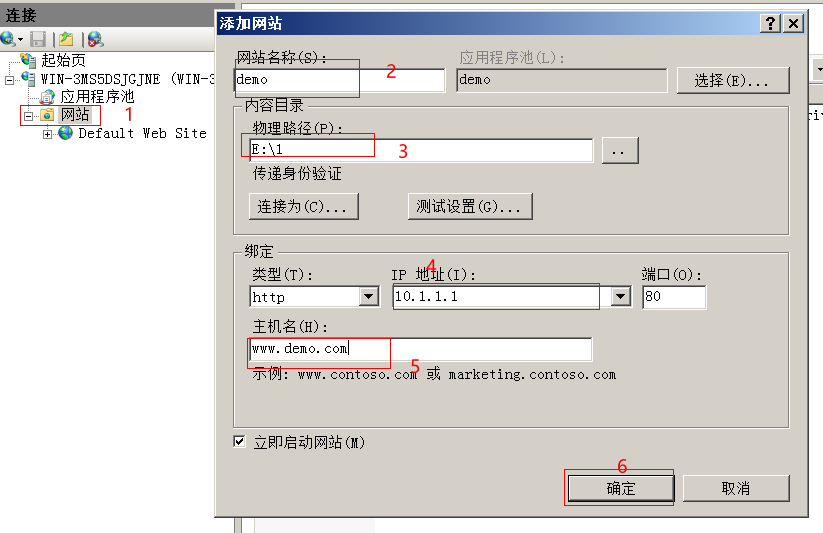 连接
起始页
WIN-3MS5DSJGJNE (WIN-3
应用程序池
网站
1
Default Web Site
添加网站
网站名称(S):
应用程序池(L):
demo
2
demo
选择(E)...
内容目录
物理路径(P):
E:\1
3
..
传递身份验证
连接为(C)...
测试设置(G)...
绑定
类型(T):
IP 地址(I):
4
端口(O):
http
10.1.1.1
80
主机名(H):
www.demo.com
5
示例: www.contoso.com 或 marketing.contoso.com
立即启动网站(M)
6
确定
取消